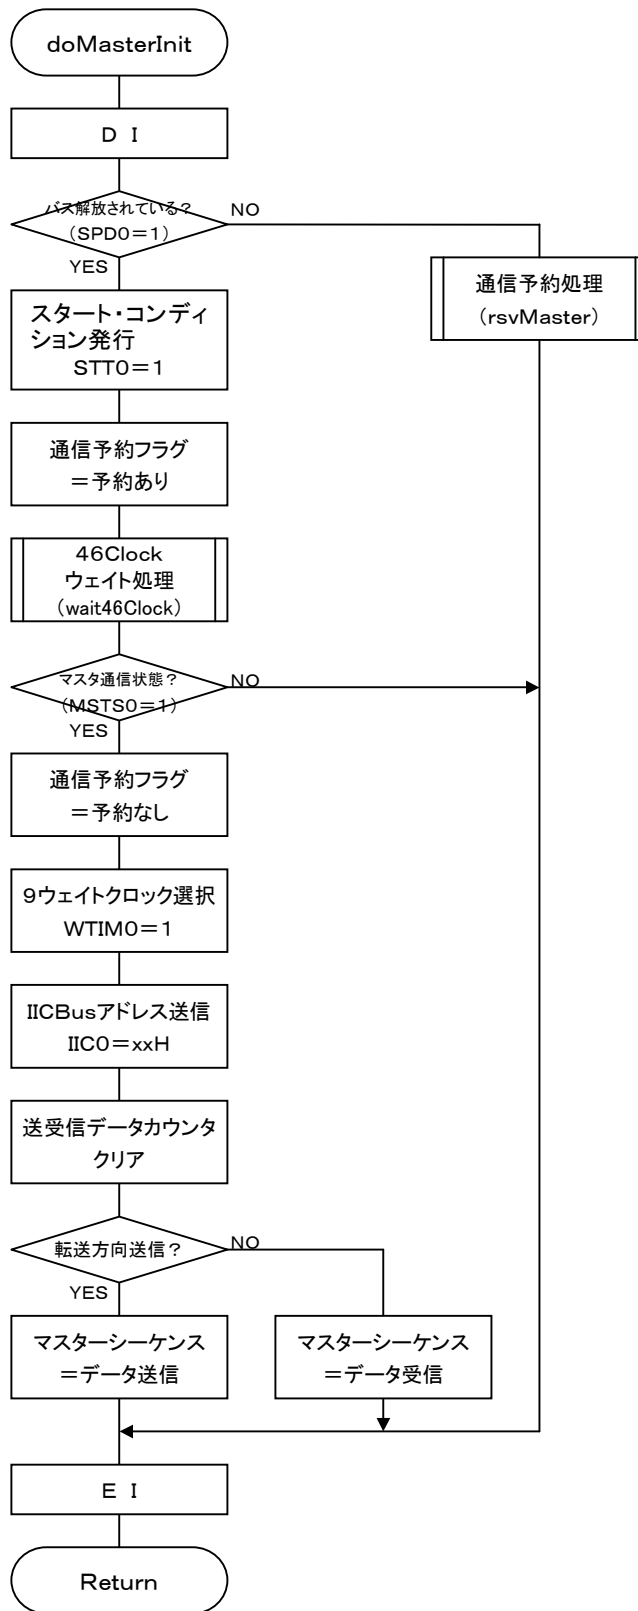 doMasterInit
D I
バス解放されている?
(SPD0=1)
NO
YES
通信予約処理
(rsvMaster)
スタート・コンディ
ション発行
STT0=1
通信予約フラグ
=予約あり
46Clock
ウェイト処理
(wait46Clock)
マスタ通信状態?
(MSTS0=1)
NO
YES
通信予約フラグ
=予約なし
9ウェイトクロック選択
WTIM0=1
IICBusアドレス送信
IIC0=xxH
送受信データカウンタ
クリア
転送方向送信?
NO
YES
マスターシーケンス
=データ送信
マスターシーケンス
=データ受信
E I
Return